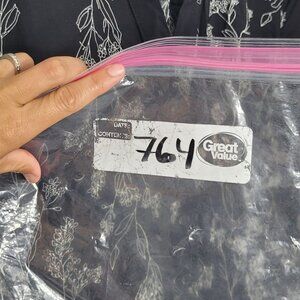 DATE
CONTENTS
764
Great
Value